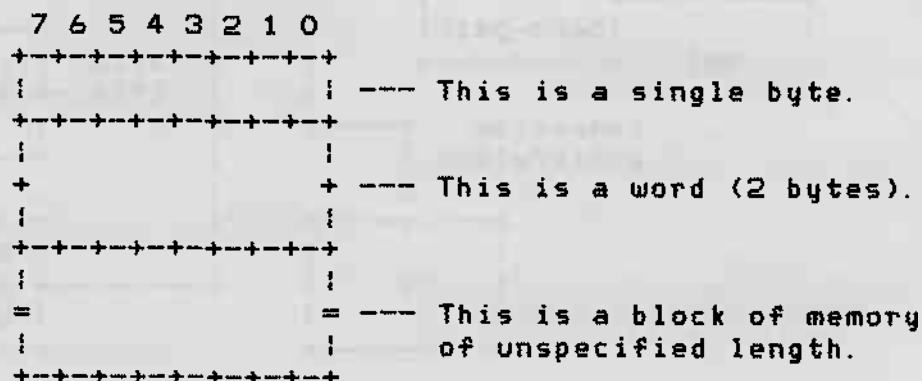 7 6 5 4 3 2 1 0
+-+-+-+-+-+-+-+-+
¦               ¦ --- This is a single byte.
+-+-+-+-+-+-+-+-+
¦               ¦
+               + --- This is a word (2 bytes).
¦               ¦
+-+-+-+-+-+-+-+-+
¦               ¦
=               = --- This is a block of memory
¦               ¦     of unspecified length.
+-+-+-+-+-+-+-+-+